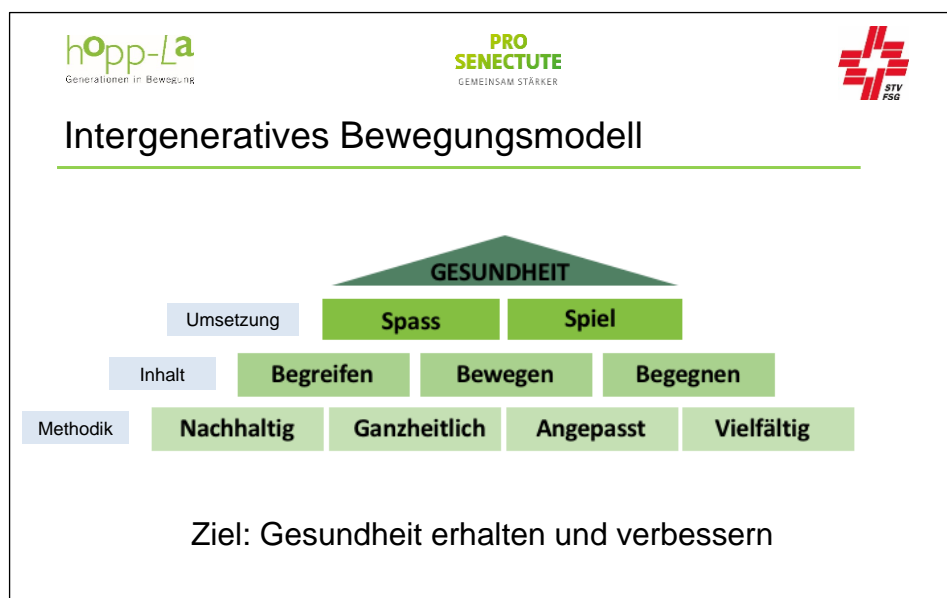 hopp-La
Generationen in Bewegung
PRO
SENECTUTE
GEMEINSAM STÄRKER
STV
FSG
Intergeneratives Bewegungsmodell
GESUNDHEIT
Umsetzung Spass Spiel
Inhalt Begreifen Bewegen Begegnen
Methodik Nachhaltig Ganzheitlich Angepasst Vielfältig
Ziel: Gesundheit erhalten und verbessern